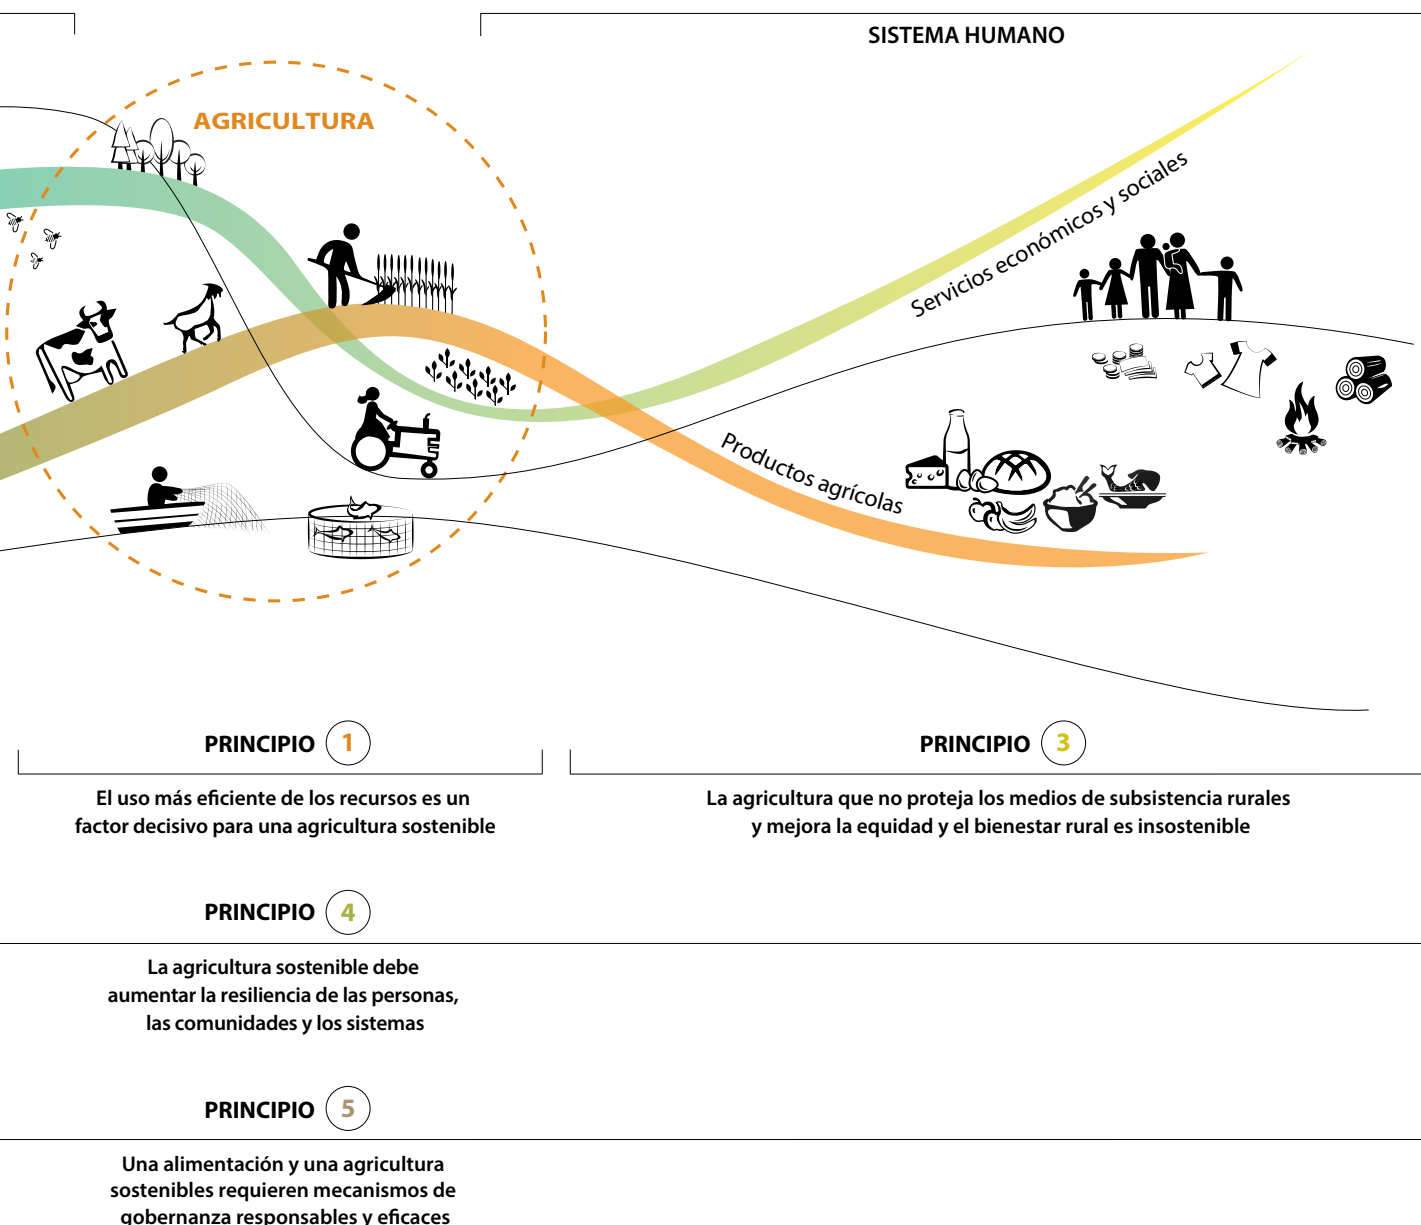 SISTEMA HUMANO
AGRICULTURA
Servicios económicos y sociales
Productos agrícolas
PRINCIPIO 1
El uso más eficiente de los recursos es un
factor decisivo para una agricultura sostenible
PRINCIPIO 3
La agricultura que no proteja los medios de subsistencia rurales
y mejora la equidad y el bienestar rural es insostenible
PRINCIPIO 4
La agricultura sostenible debe
aumentar la resiliencia de las personas,
las comunidades y los sistemas
PRINCIPIO 5
Una alimentación y una agricultura
sostenibles requieren mecanismos de
gobernanza responsables y eficaces